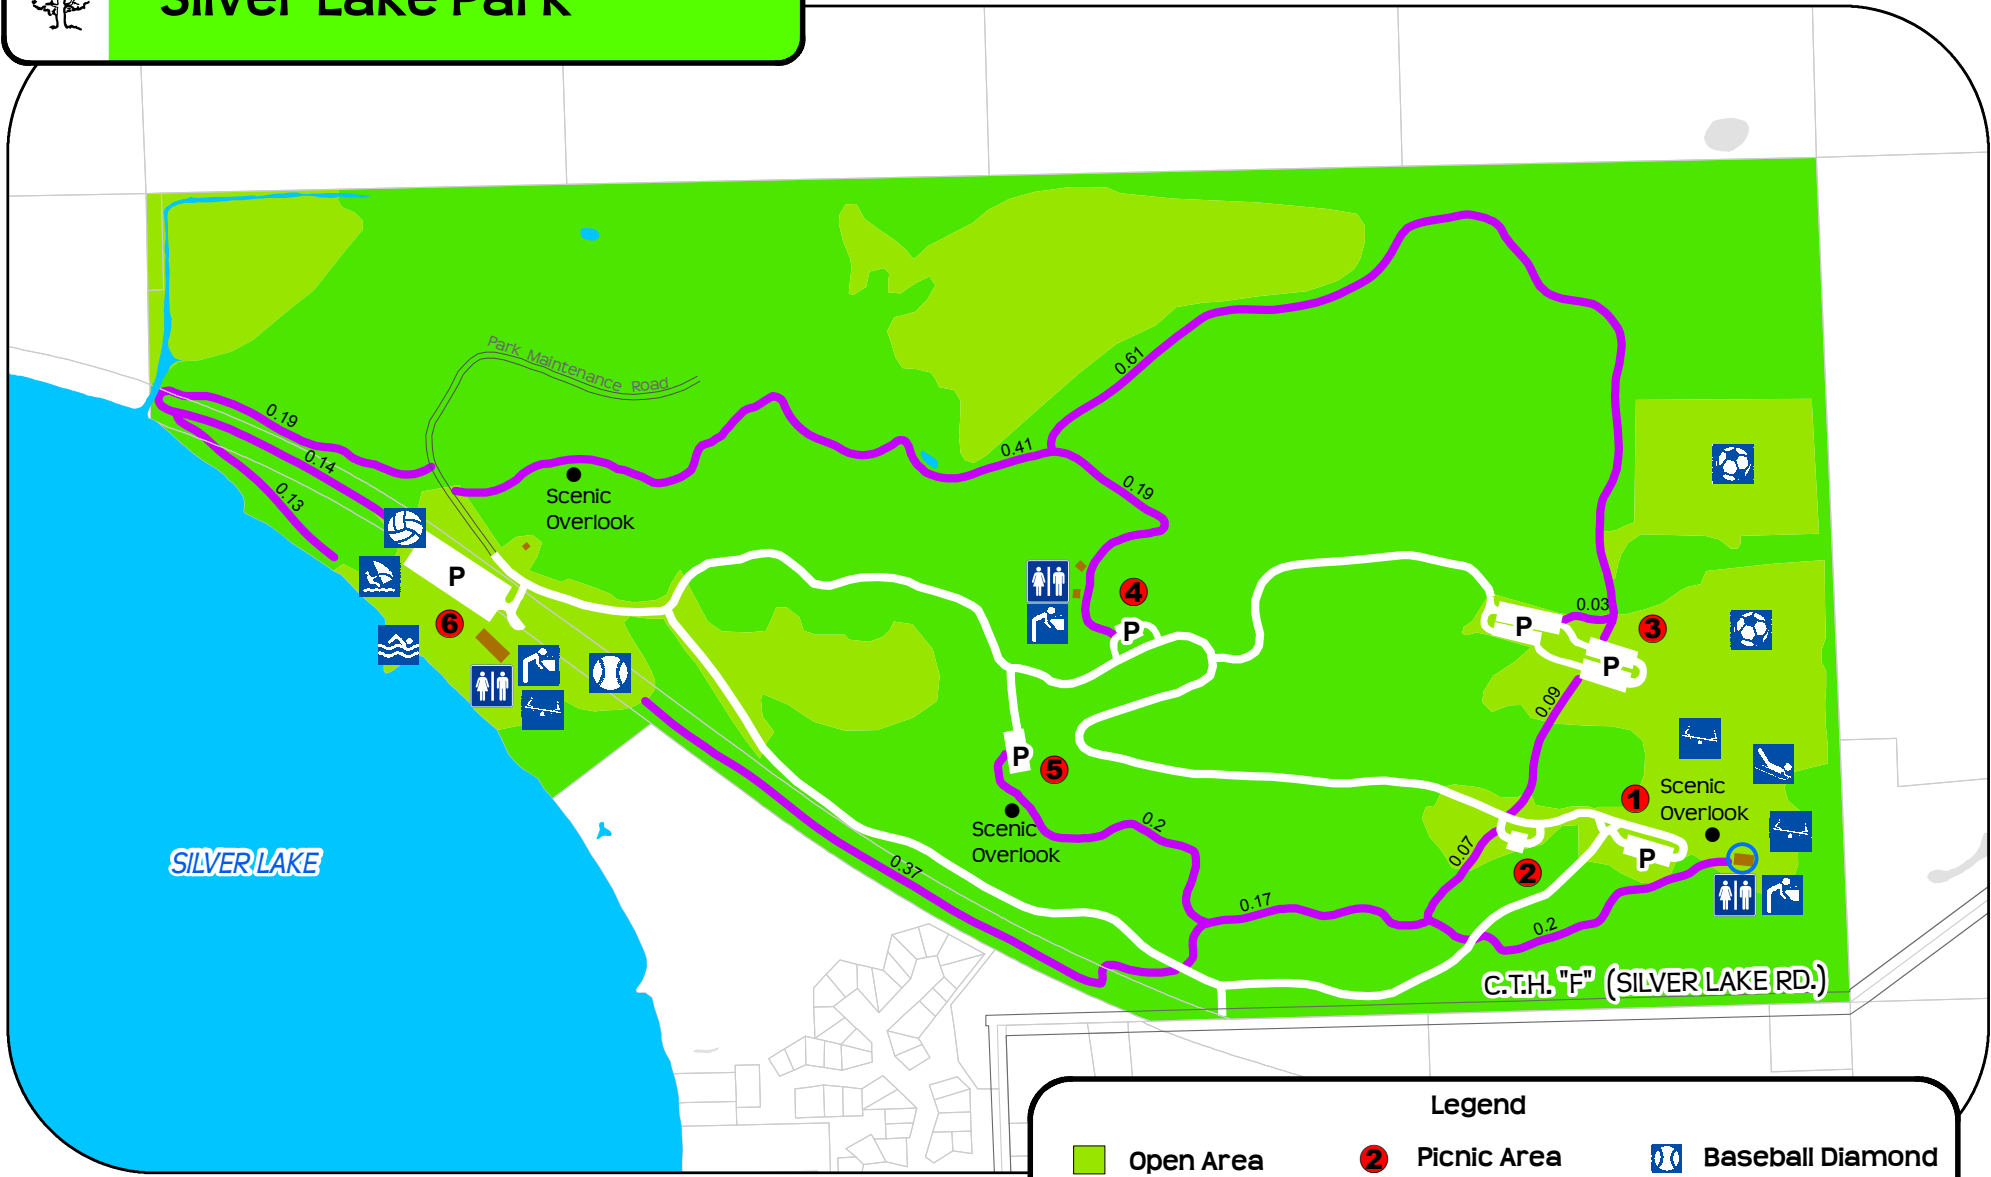 Silver Lake Park
Park Maintenance Road
0.61
0.19
0.14
0.13
0.41
0.19
Scenic
Overlook
P
4
P
0.03
P
3
P
6
0.09
P
5
Scenic
Overlook
1
Scenic
Overlook
0.2
0.07
P
2
SILVER LAKE
0.37
0.17
0.2
C.T.H. "F" (SILVER LAKE RD.)
Legend
Open Area
2
Picnic Area
Baseball Diamond